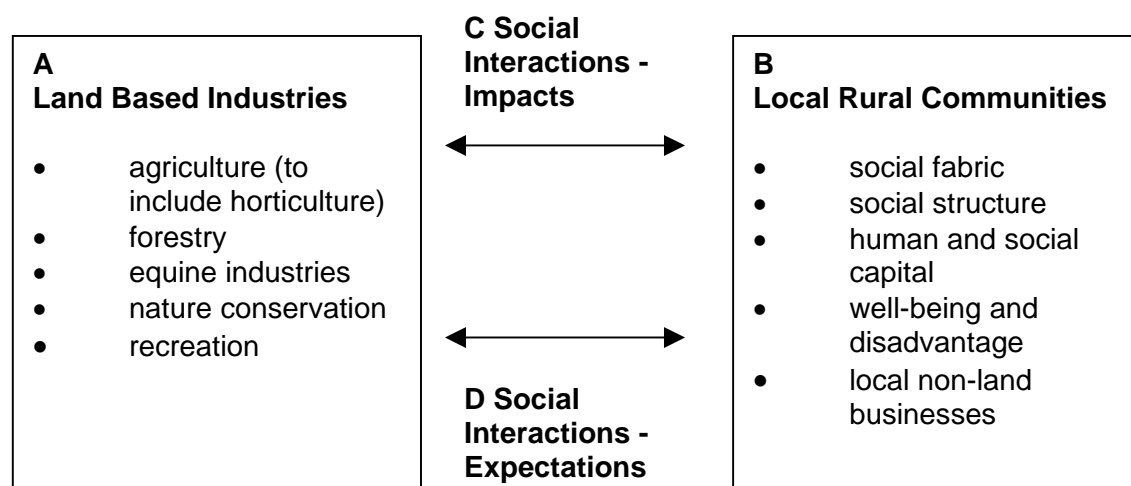 A
Land Based Industries
• agriculture (to
include horticulture)
• forestry
• equine industries
• nature conservation
• recreation
C Social
Interactions -
Impacts
D Social
Interactions -
Expectations
B
Local Rural Communities
• social fabric
• social structure
• human and social
capital
• well-being and
disadvantage
• local non-land
businesses